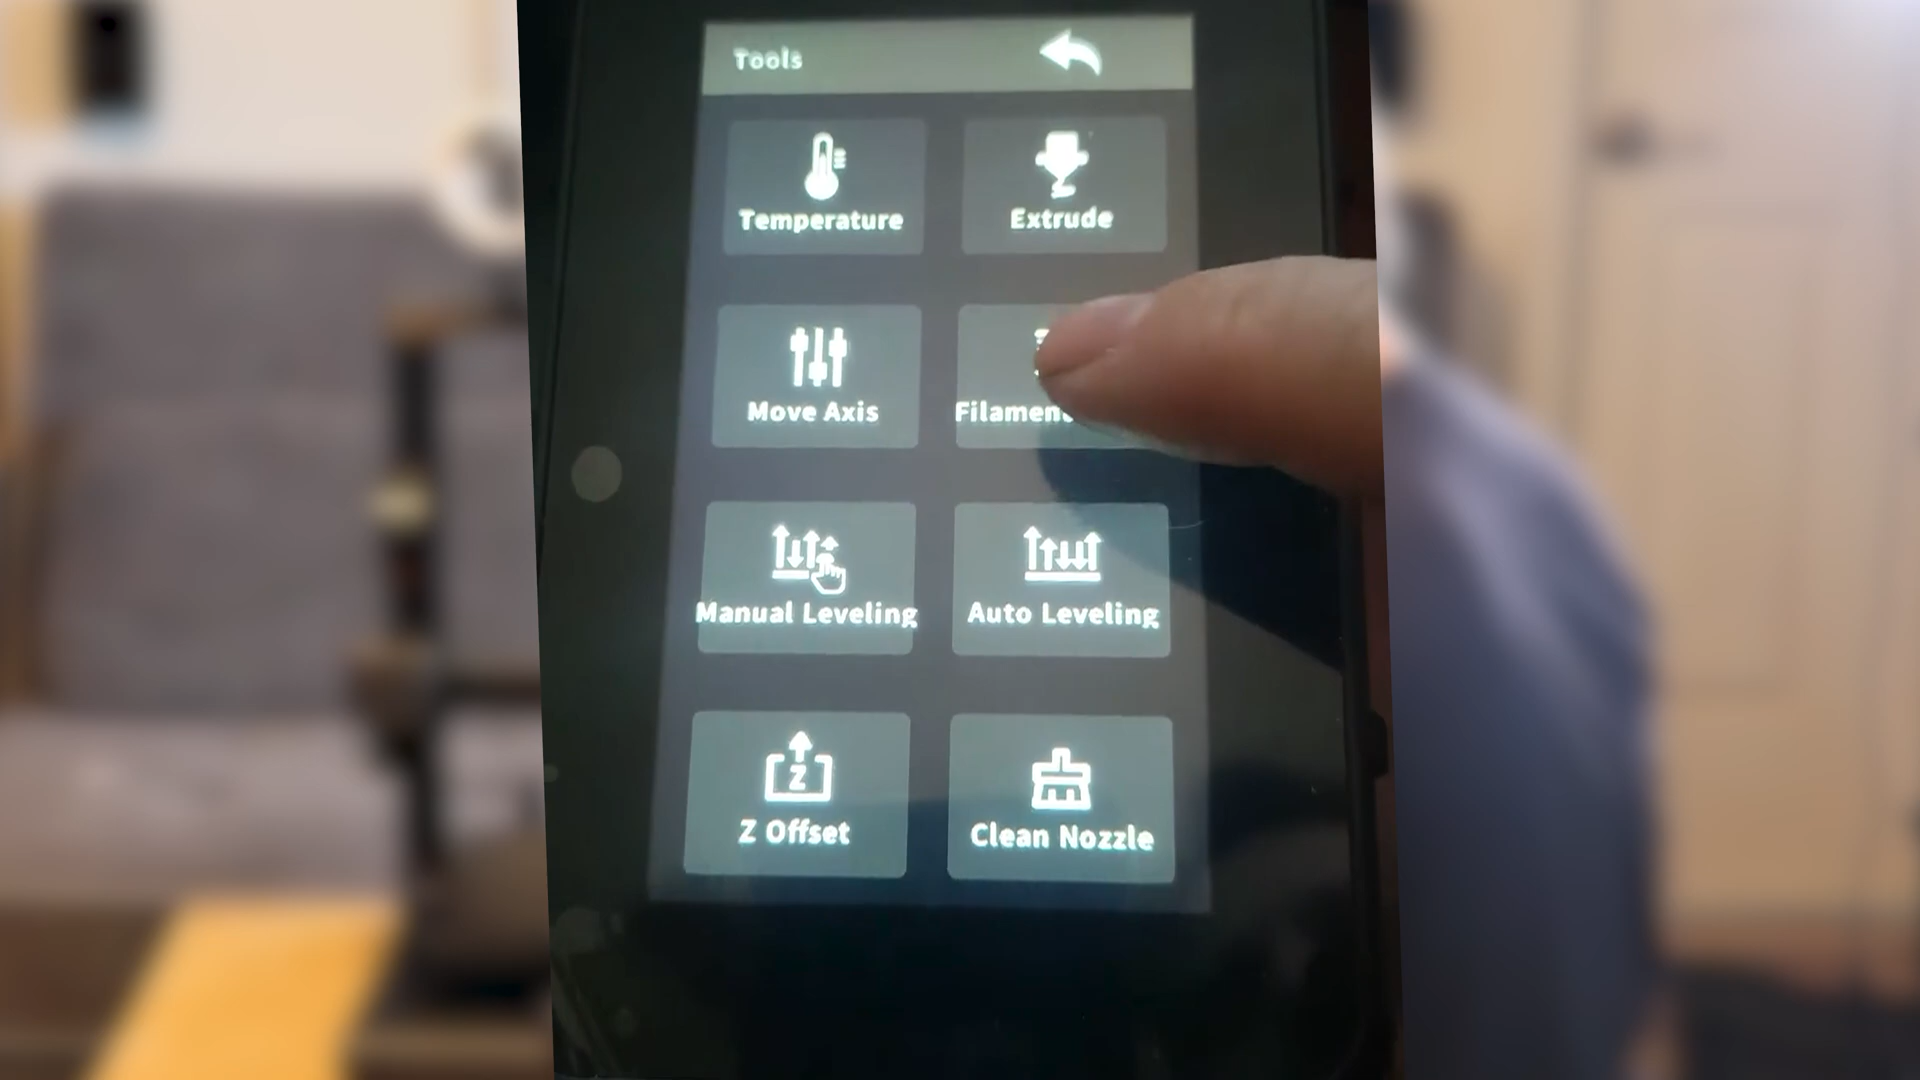 Tools
Temperature
Extrude
Move Axis
Manual Leveling
Auto Leveling
Z Offset
Z
Clean Nozzle